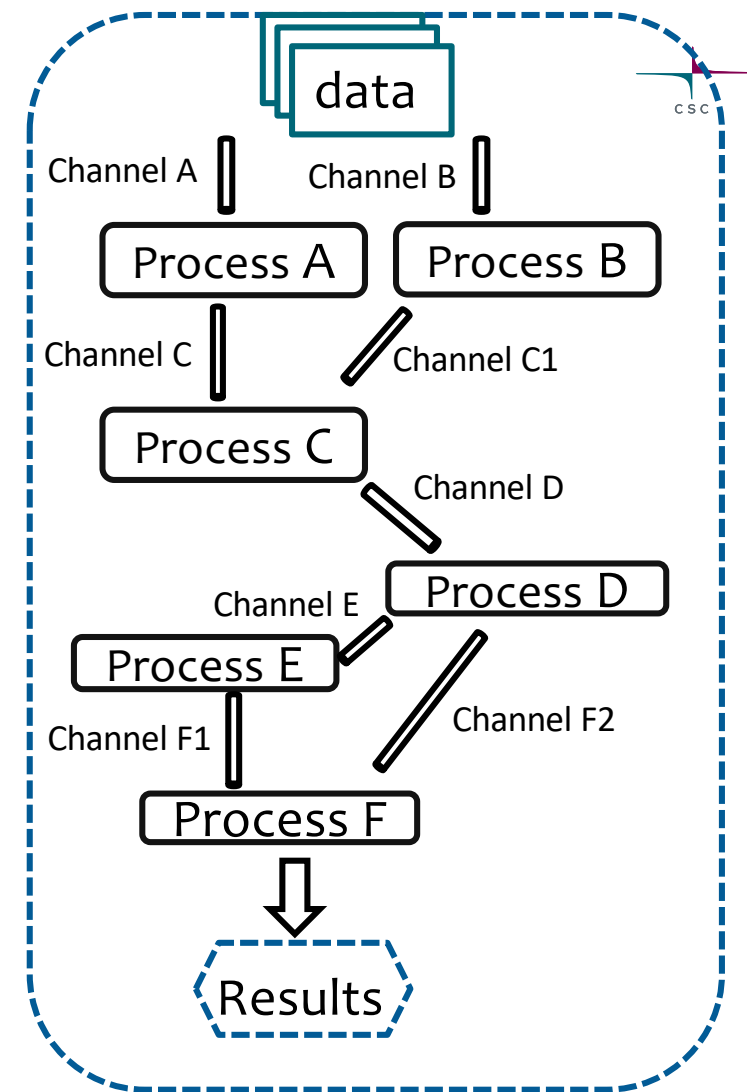 data
CSC
Channel A
Channel B
Process A
Process B
Channel C
Channel C1
Process C
Channel D
Process D
Channel E
Process E
Channel F1
Channel F2
Process F
Results